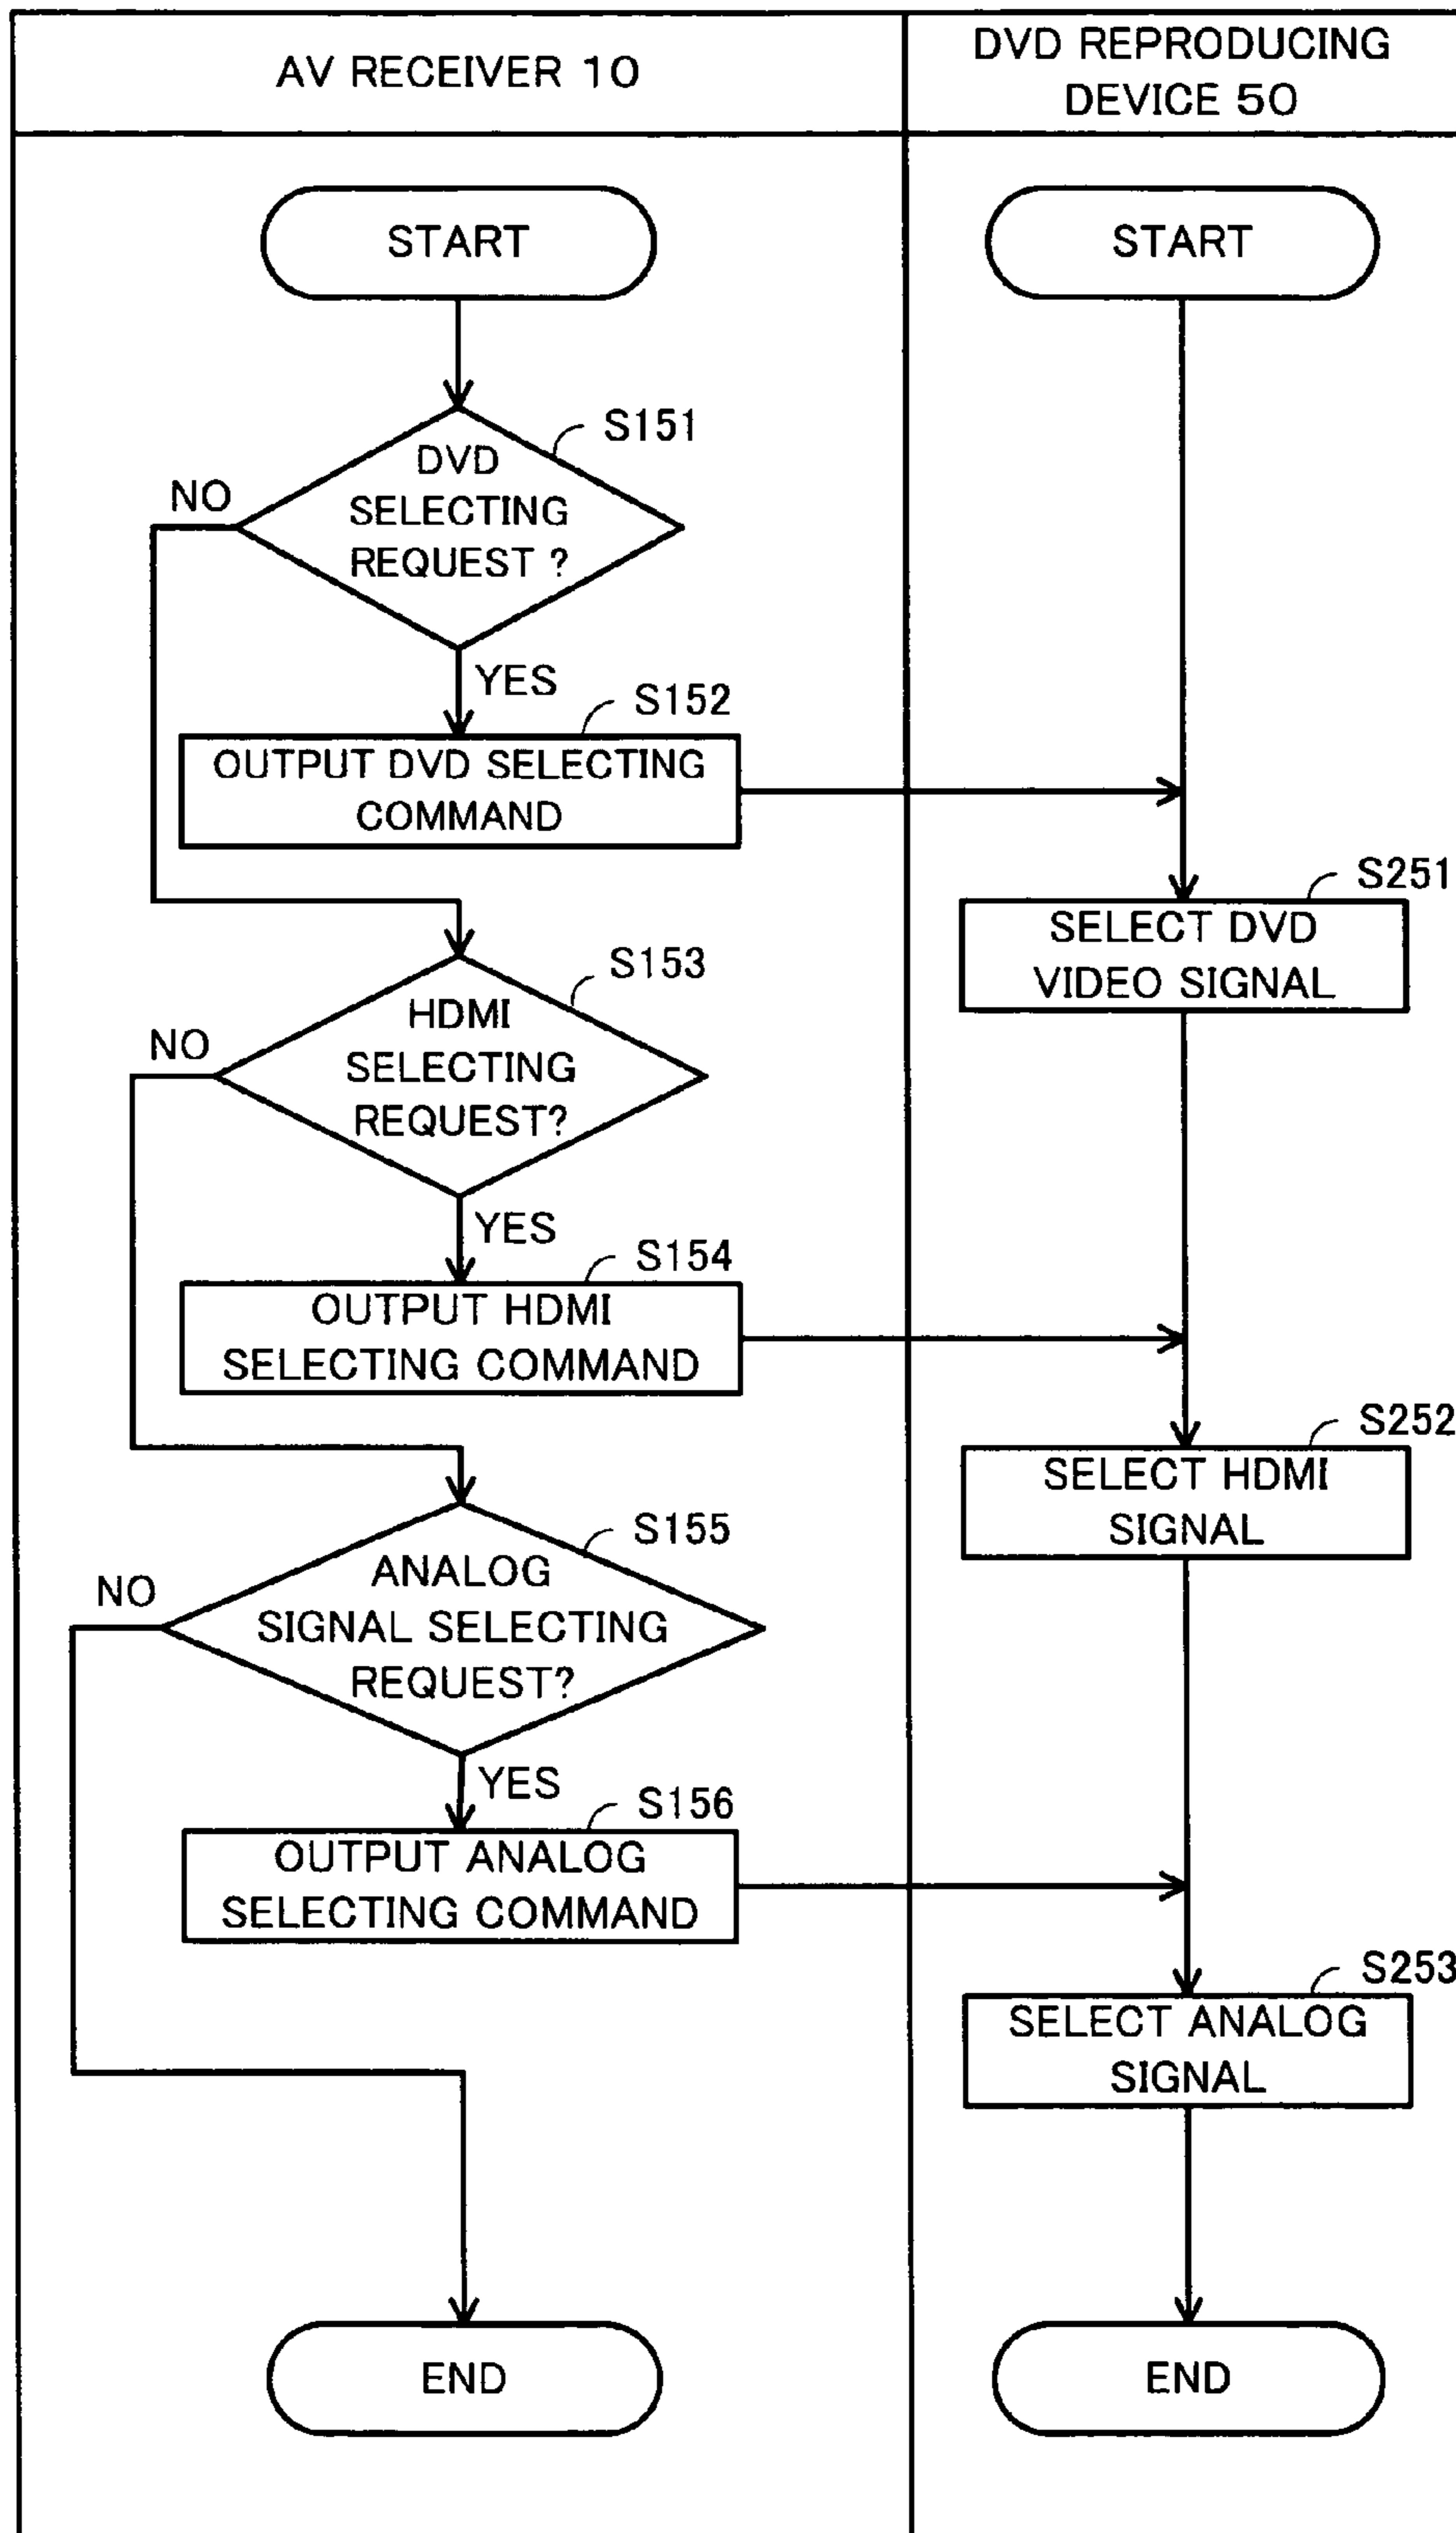 AV RECEIVER 10
DVD REPRODUCING
DEVICE 50
START
START
S151
DVD
SELECTING
REQUEST ?
NO
YES
S152
OUTPUT DVD SELECTING
COMMAND
S251
SELECT DVD
VIDEO SIGNAL
S153
HDMI
SELECTING
REQUEST?
NO
YES
S154
OUTPUT HDMI
SELECTING COMMAND
S252
SELECT HDMI
SIGNAL
S155
ANALOG
SIGNAL SELECTING
REQUEST?
NO
YES
S156
OUTPUT ANALOG
SELECTING COMMAND
S253
SELECT ANALOG
SIGNAL
END
END